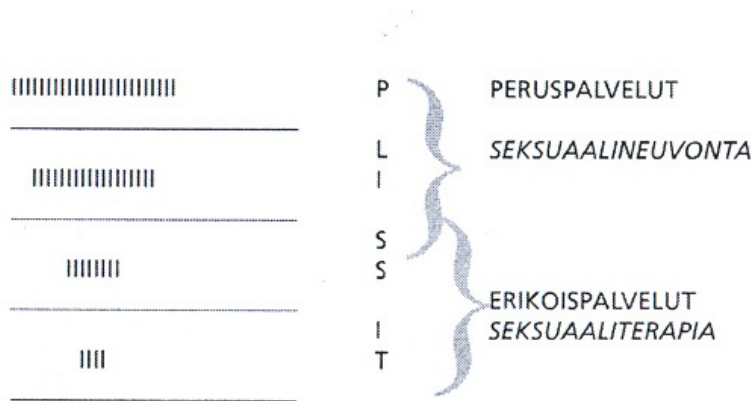 P PERUSPALVELUT
L SEKSUAALINEUVONTA
I
S
S
ERIKOISPALVELUT
I SEKSUAALITERAPIA
T